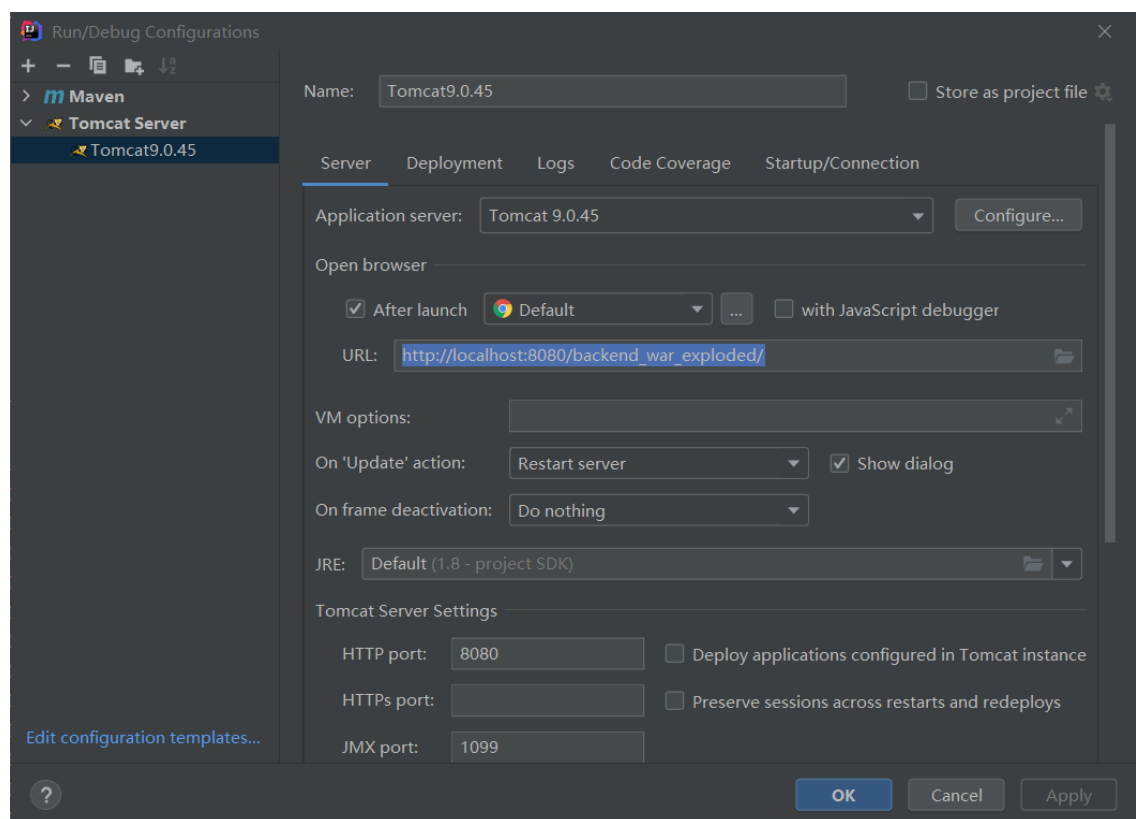 Run/Debug Configurations
Maven
Tomcat Server
Tomcat9.0.45
Edit configuration templates...
Name: Tomcat9.0.45 Store as project file
Server Deployment Logs Code Coverage Startup/Connection
Application server: Tomcat 9.0.45 Configure...
Open browser
After launch Default ... with JavaScript debugger
URL: http://localhost:8080/backend_war_exploded/
VM options:
On 'Update' action: Restart server Show dialog
On frame deactivation: Do nothing
JRE: Default (1.8 - project SDK)
Tomcat Server Settings
HTTP port: 8080 Deploy applications configured in Tomcat instance
HTTPs port: Preserve sessions across restarts and redeploys
JMX port: 1099
? OK Cancel Apply